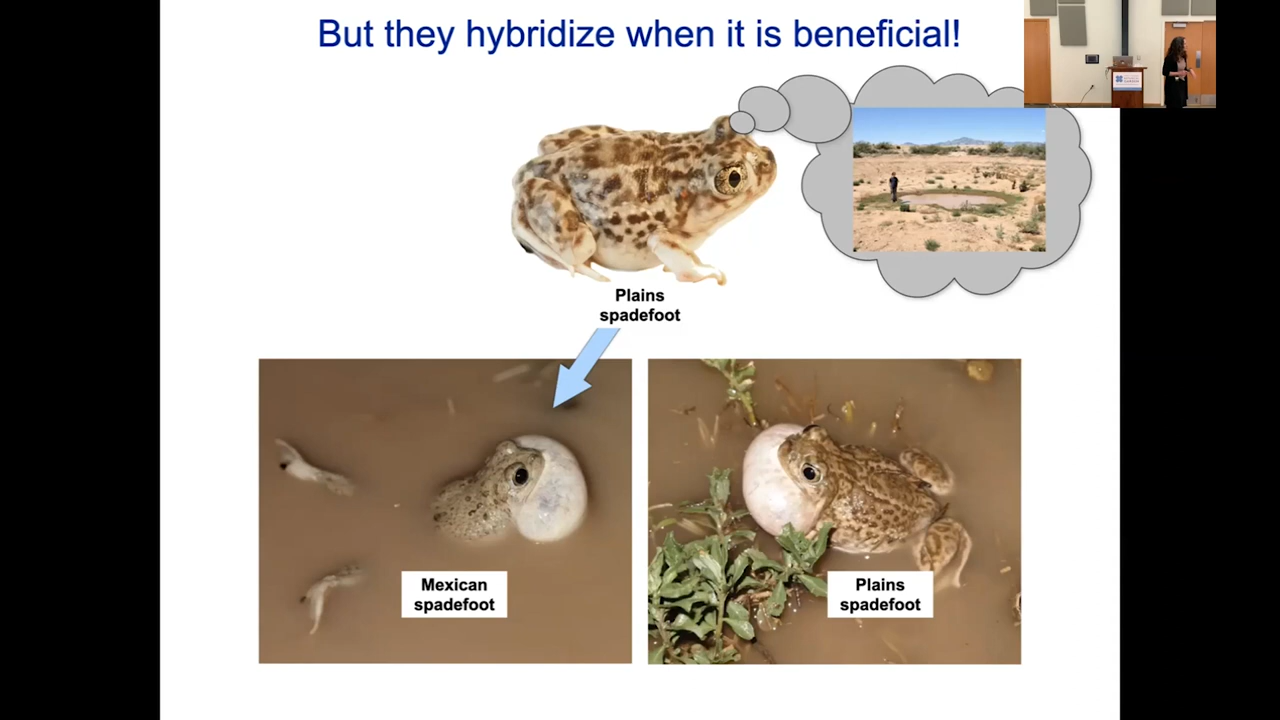 But they hybridize when it is beneficial!
Plains
spadefoot
Mexican
spadefoot
Plains
spadefoot